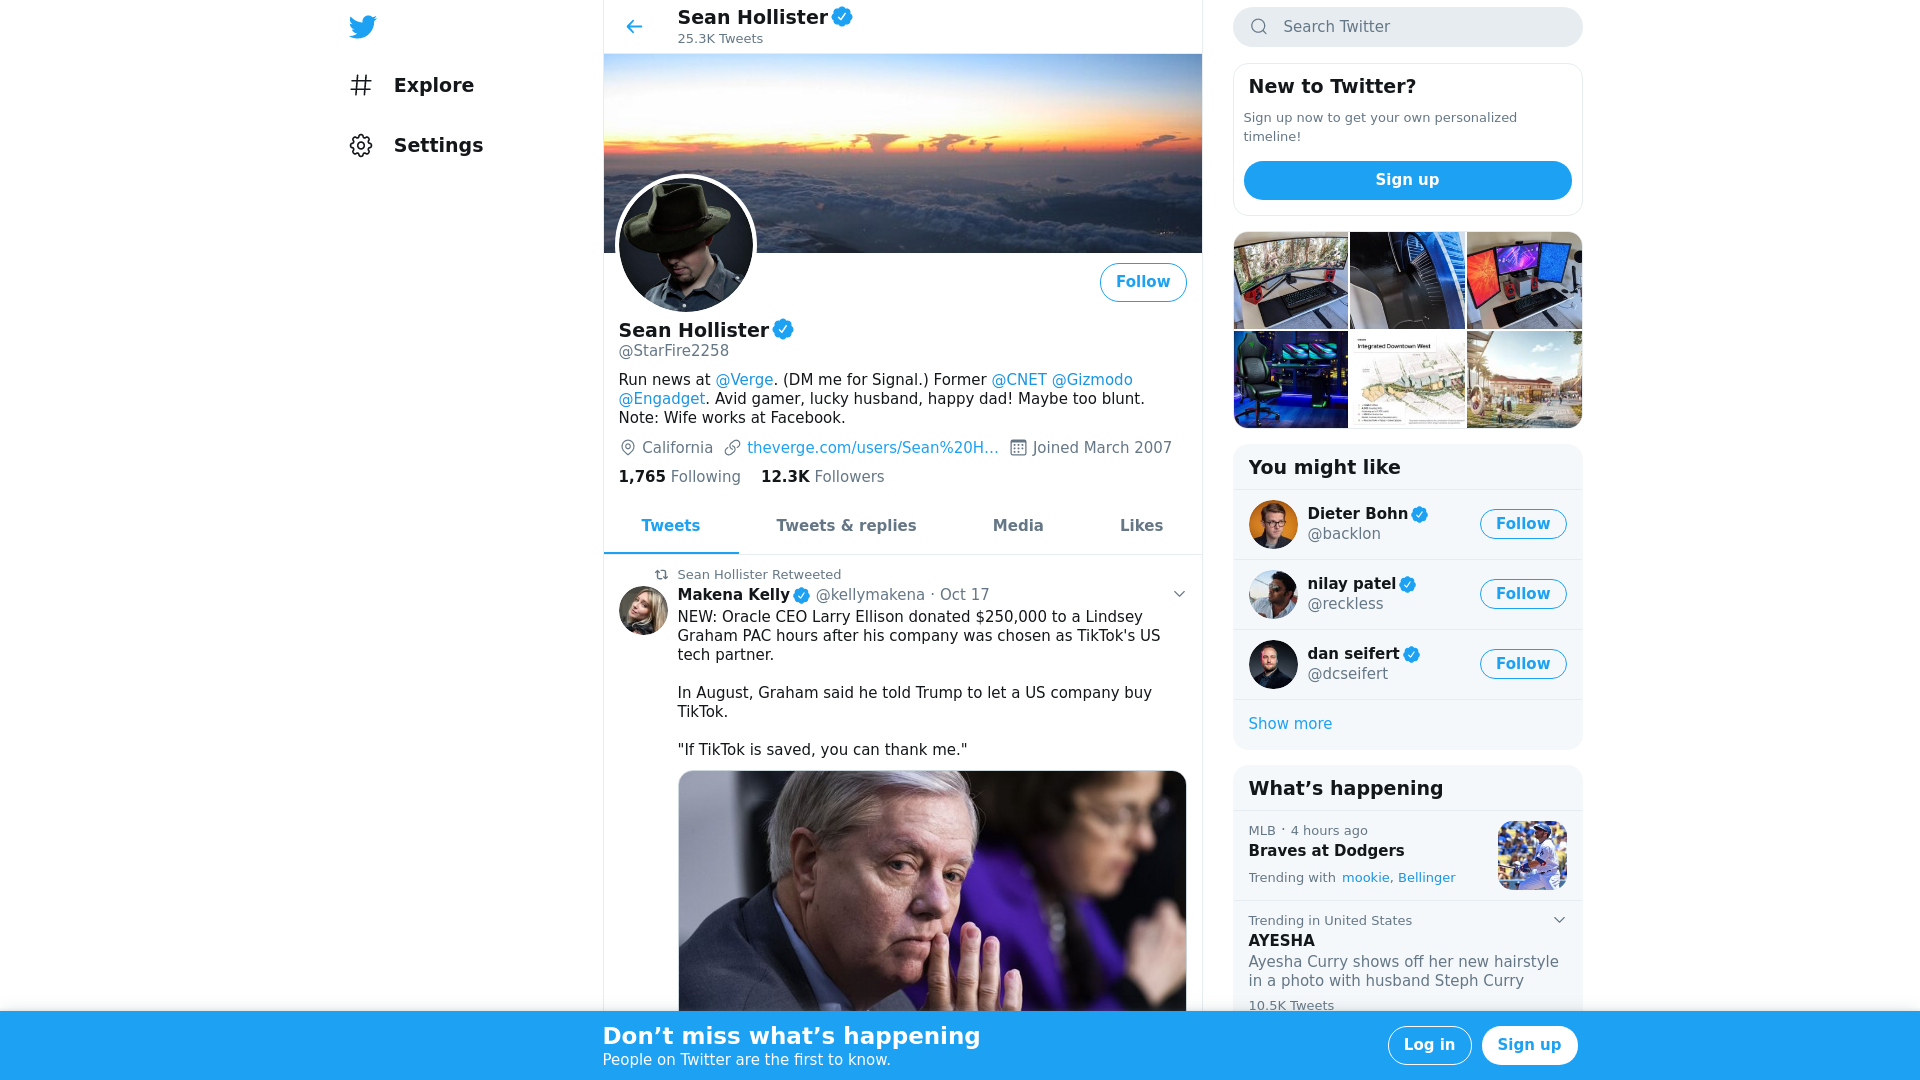 Explore
Settings
Sean Hollister
25.3K Tweets
Follow
Sean Hollister
@StarFire2258
Run news at @Verge. (DM me for Signal.) Former @CNET @Gizmodo
@Engadget. Avid gamer, lucky husband, happy dad! Maybe too blunt.
Note: Wife works at Facebook.
California theverge.com/users/Sean%20H… Joined March 2007
1,765 Following 12.3K Followers
Tweets Tweets & replies Media Likes
Sean Hollister Retweeted
Makena Kelly @kellymakena · Oct 17
NEW: Oracle CEO Larry Ellison donated $250,000 to a Lindsey
Graham PAC hours after his company was chosen as TikTok's US
tech partner.
In August, Graham said he told Trump to let a US company buy
TikTok.
"If TikTok is saved, you can thank me."
Search Twitter
New to Twitter?
Sign up now to get your own personalized
timeline!
Sign up
Integrated Downtown West
You might like
Dieter Bohn
@backlon
Follow
nilay patel
@reckless
Follow
dan seifert
@dcseifert
Follow
Show more
What’s happening
MLB · 4 hours ago
Braves at Dodgers
Trending with mookie, Bellinger
Trending in United States
AYESHA
Ayesha Curry shows off her new hairstyle
in a photo with husband Steph Curry
10.5K Tweets
Don’t miss what’s happening
People on Twitter are the first to know.
Log in
Sign up